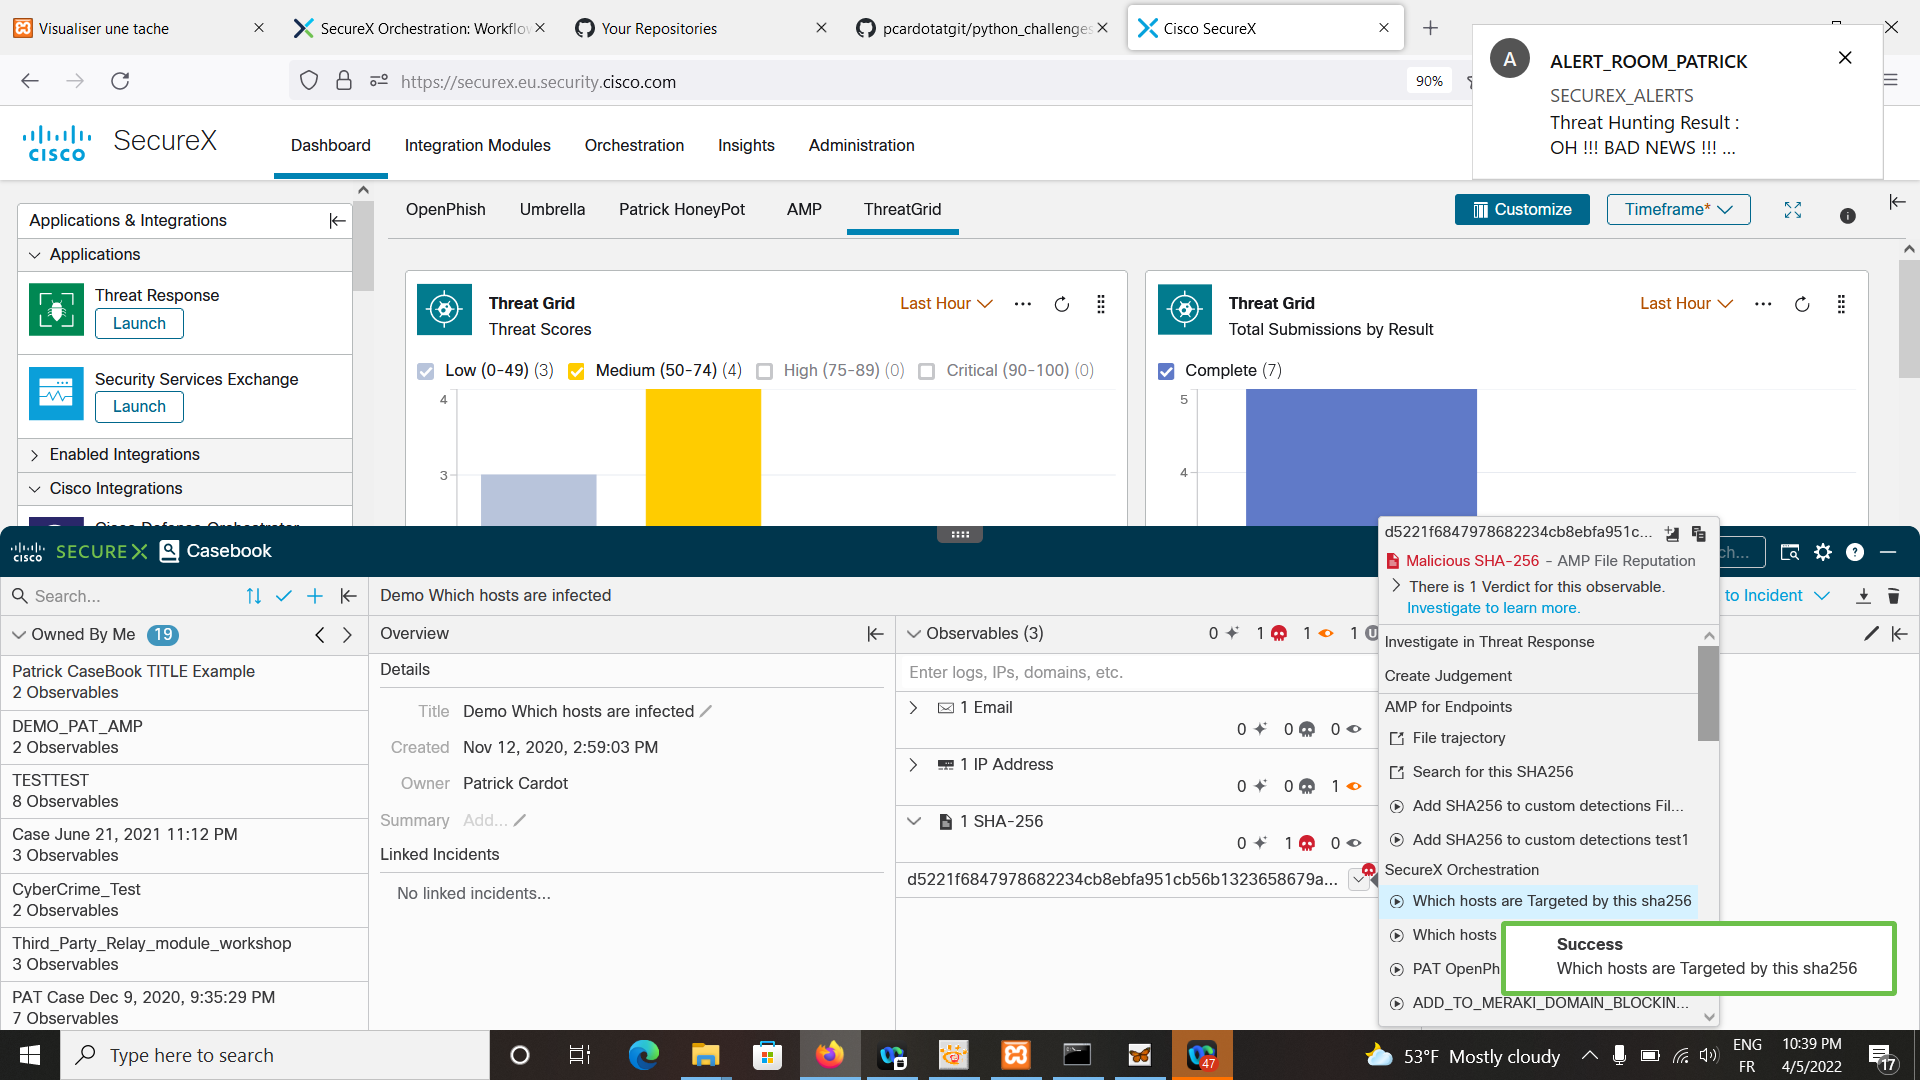 Visualiser une tache
SecureX Orchestration: Workflow
Your Repositories
pcardotatgit/python_challenges
Cisco SecureX
https://securex.eu.security.cisco.com
90%
A
ALERT_ROOM_PATRICK
SECUREX_ALERTS
Threat Hunting Result :
OH !!! BAD NEWS !!! ...
CISCO
SecureX
Dashboard
Integration Modules
Orchestration
Insights
Administration
Applications & Integrations
Applications
Threat Response
Launch
Security Services Exchange
Launch
Enabled Integrations
Cisco Integrations
OpenPhish
Umbrella
Patrick HoneyPot
AMP
ThreatGrid
Customize
Timeframe*
Threat Grid
Threat Scores
Last Hour
Low (0-49) (3)
Medium (50-74) (4)
High (75-89) (0)
Critical (90-100) (0)
4
3
Threat Grid
Total Submissions by Result
Last Hour
Complete (7)
5
4
CISCO
SECUREX
Casebook
ch...
Search...
Owned By Me 19
Patrick CaseBook TITLE Example
2 Observables
DEMO_PAT_AMP
2 Observables
TESTTEST
8 Observables
Case June 21, 2021 11:12 PM
3 Observables
CyberCrime_Test
2 Observables
Third_Party_Relay_module_workshop
3 Observables
PAT Case Dec 9, 2020, 9:35:29 PM
7 Observables
Demo Which hosts are infected
to Incident
Overview
Details
Title Demo Which hosts are infected
Created Nov 12, 2020, 2:59:03 PM
Owner Patrick Cardot
Summary Add...
Linked Incidents
No linked incidents...
Observables (3)
0 1 1 1 U
Enter logs, IPs, domains, etc.
1 Email
0 0 0
1 IP Address
0 0 1
1 SHA-256
0 1 0
d5221f6847978682234cb8ebfa951cb56b1323658679a...
d5221f6847978682234cb8ebfa951c...
Malicious SHA-256 - AMP File Reputation
There is 1 Verdict for this observable.
Investigate to learn more.
Investigate in Threat Response
Create Judgement
AMP for Endpoints
File trajectory
Search for this SHA256
Add SHA256 to custom detections Fil...
Add SHA256 to custom detections test1
SecureX Orchestration
Which hosts are Targeted by this sha256
Which hosts
PAT OpenPh
ADD_TO_MERAKI_DOMAIN_BLOCKIN...
Success
Which hosts are Targeted by this sha256
Type here to search
47
53°F Mostly cloudy
ENG
FR
10:39 PM
4/5/2022
17